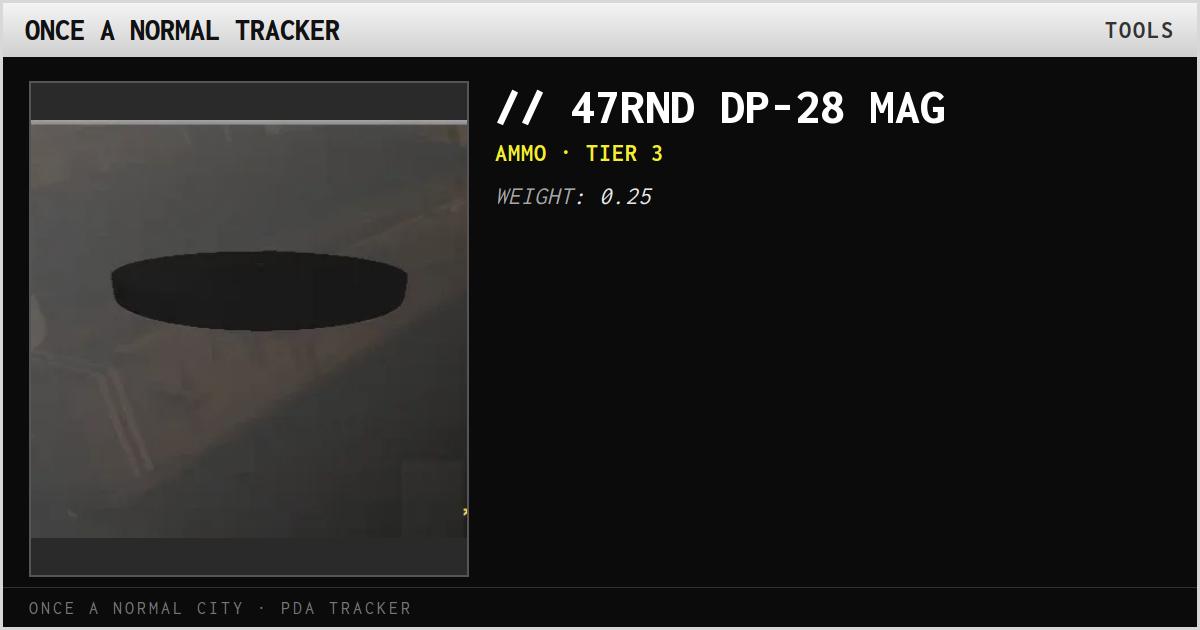 ONCE A NORMAL TRACKER
TOOLS
// 47RND DP-28 MAG
AMMO · TIER 3
WEIGHT: 0.25
ONCE A NORMAL CITY · PDA TRACKER